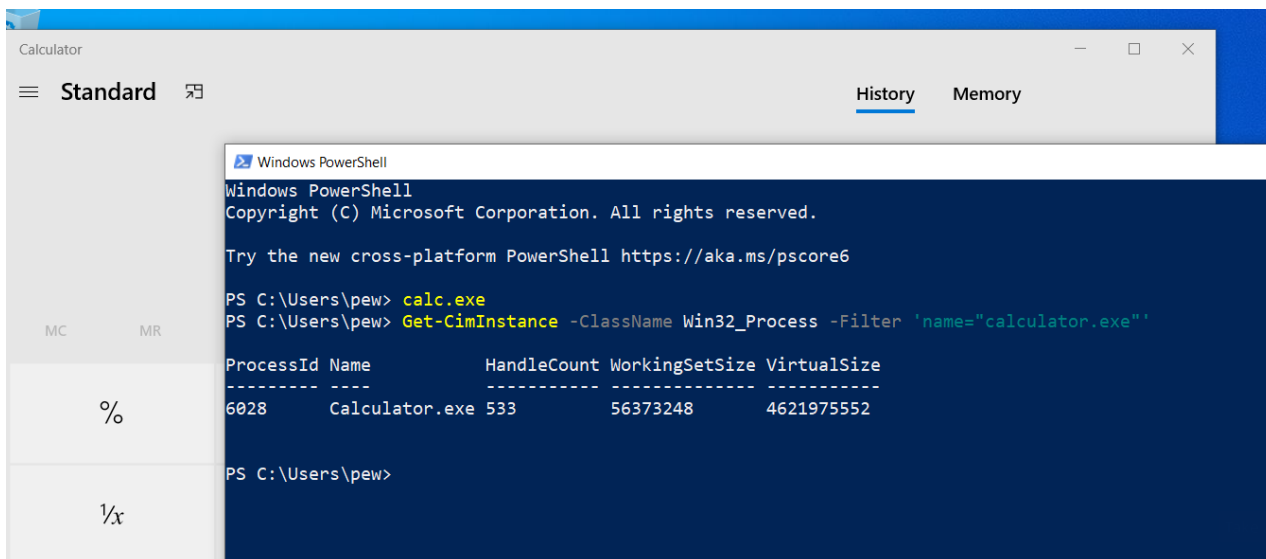 Calculator
Standard
History Memory
Windows PowerShell
Windows PowerShell
Copyright (C) Microsoft Corporation. All rights reserved.
Try the new cross-platform PowerShell https://aka.ms/pscore6
PS C:\Users\pew> calc.exe
PS C:\Users\pew> Get-CimInstance -ClassName Win32_Process -Filter 'name="calculator.exe"'
MC MR
ProcessId Name HandleCount WorkingSetSize VirtualSize
--------- ---- ----------- -------------- -----------
6028 Calculator.exe 533 56373248 4621975552
%
PS C:\Users\pew>
1/x